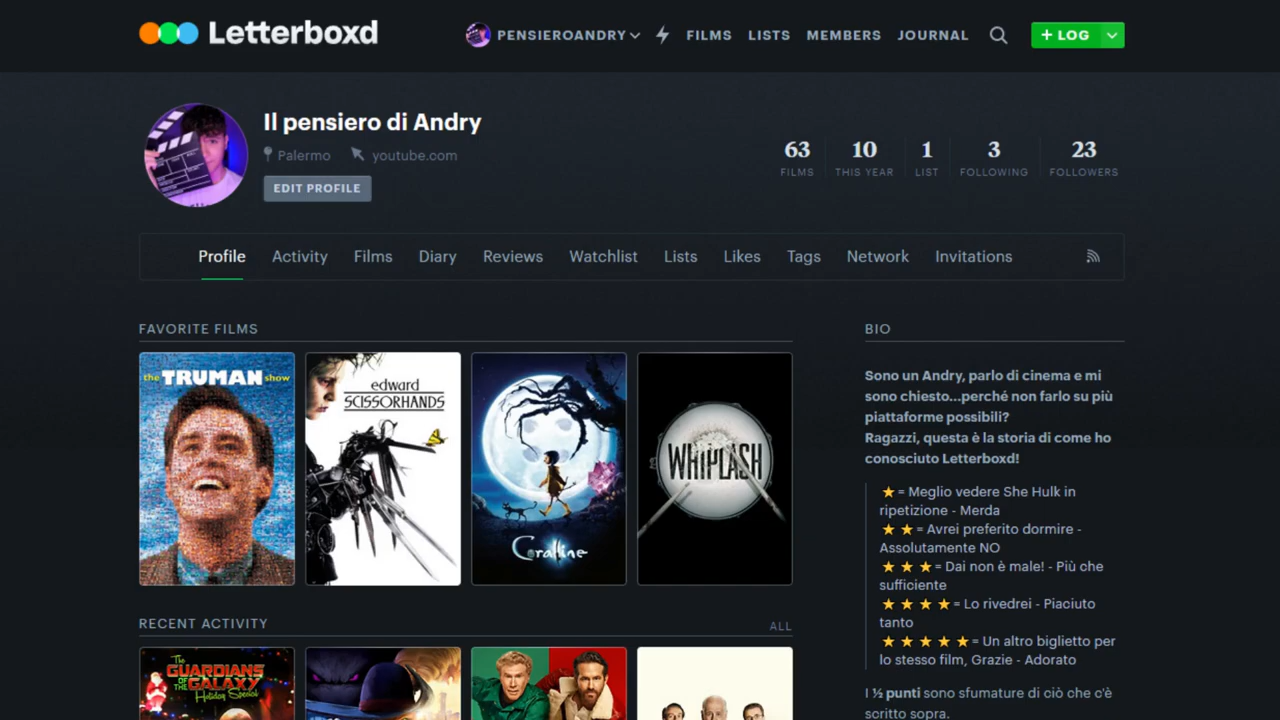 Letterboxd
PENSIEROANDRY
FILMS
LISTS
MEMBERS
JOURNAL
+ LOG
Il pensiero di Andry
Palermo
youtube.com
EDIT PROFILE
63
FILMS
10
THIS YEAR
1
LIST
3
FOLLOWING
23
FOLLOWERS
Profile
Activity
Films
Diary
Reviews
Watchlist
Lists
Likes
Tags
Network
Invitations
FAVORITE FILMS
the TRUMAN show
edward
SCISSORHANDS
Coraline
WHIPLASH
BIO
Sono un Andry, parlo di cinema e mi
sono chiesto...perché non farlo su più
piattaforme possibili?
Ragazzi, questa è la storia di come ho
conosciuto Letterboxd!
⭐= Meglio vedere She Hulk in
ripetizione - Merda
⭐⭐= Avrei preferito dormire -
Assolutamente NO
⭐⭐⭐= Dai non è male! - Più che
sufficiente
⭐⭐⭐⭐= Lo rivedrei - Piaciuto
tanto
⭐⭐⭐⭐⭐= Un altro biglietto per
lo stesso film, Grazie - Adorato
I ½ punti sono sfumature di ciò che c'è
scritto sopra.
RECENT ACTIVITY
ALL
The
GUARDIANS
OF THE GALAXY
Holiday Special